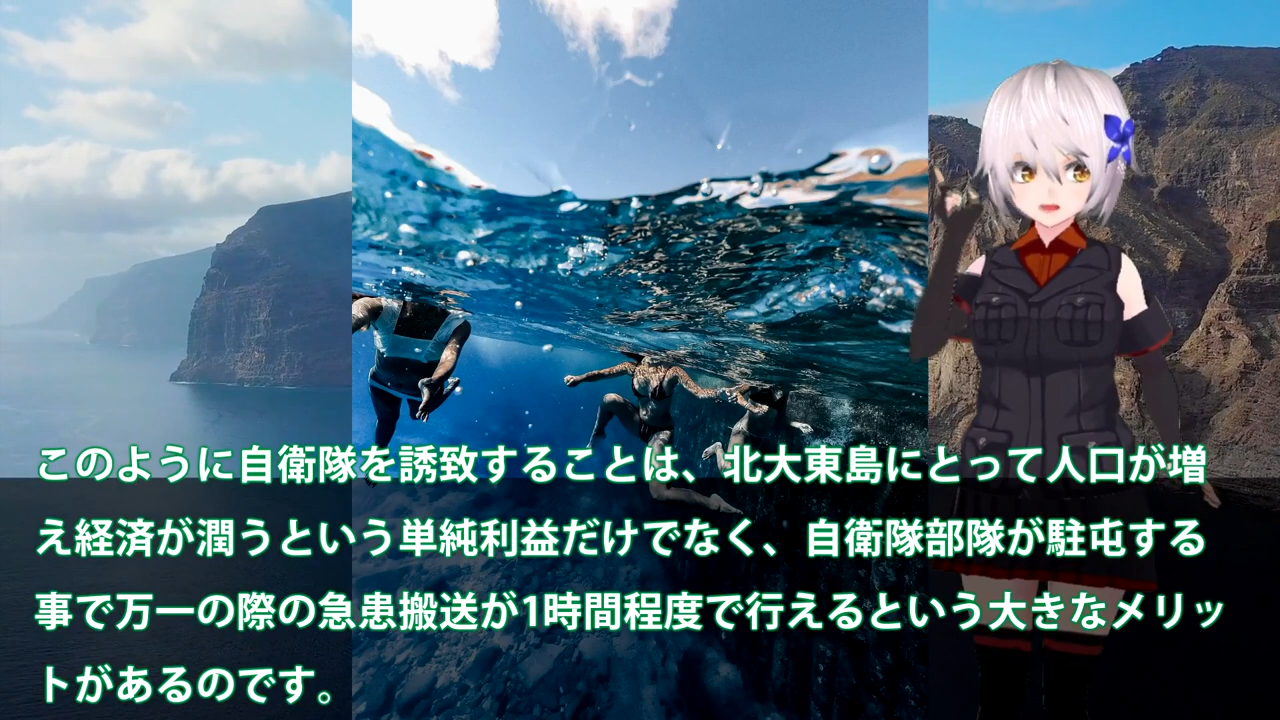 このように自衛隊を誘致することは、北大東島にとって人口が増
え経済が潤うという単純利益だけでなく、自衛隊部隊が駐屯する
事で万一の際の急患搬送が1時間程度で行えるという大きなメリッ
トがあるのです。